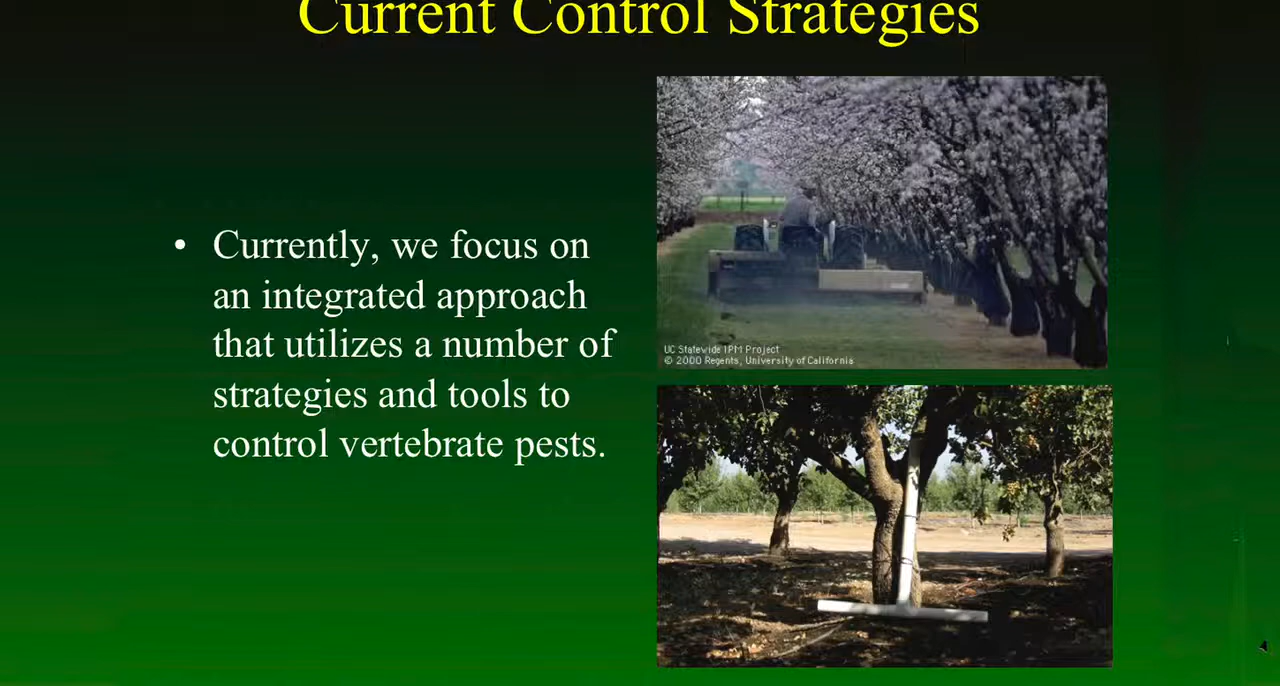 Current Control Strategies
• Currently, we focus on
an integrated approach
that utilizes a number of
strategies and tools to
control vertebrate pests.
UC Statewide IPM Project
© 2000 Regents, University of California